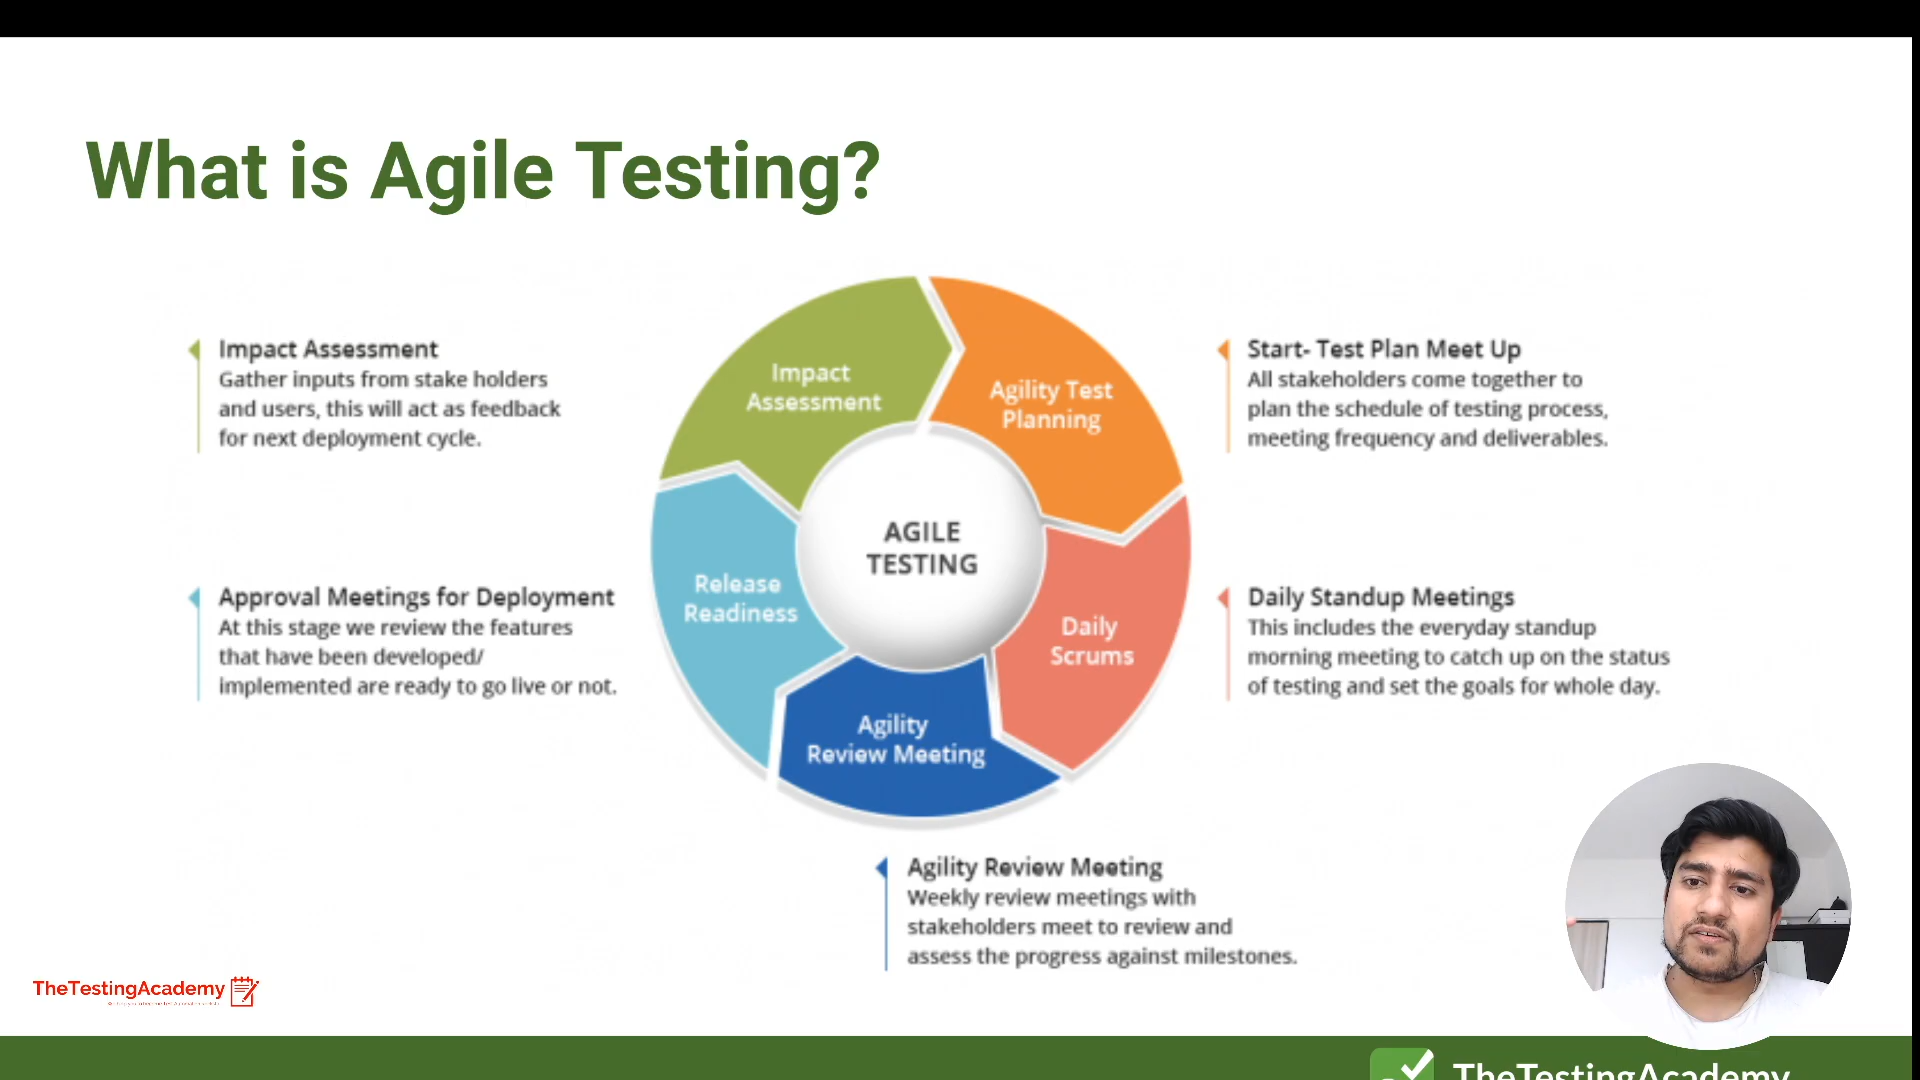 What is Agile Testing?
Impact Assessment
Gather inputs from stake holders
and users, this will act as feedback
for next deployment cycle.
Approval Meetings for Deployment
At this stage we review the features
that have been developed/
implemented are ready to go live or not.
Impact
Assessment
Agility Test
Planning
AGILE
TESTING
Release
Readiness
Daily
Scrums
Agility
Review Meeting
Start- Test Plan Meet Up
All stakeholders come together to
plan the schedule of testing process,
meeting frequency and deliverables.
Daily Standup Meetings
This includes the everyday standup
morning meeting to catch up on the status
of testing and set the goals for whole day.
Agility Review Meeting
Weekly review meetings with
stakeholders meet to review and
assess the progress against milestones.
TheTestingAcademy
TheTestingAcademy